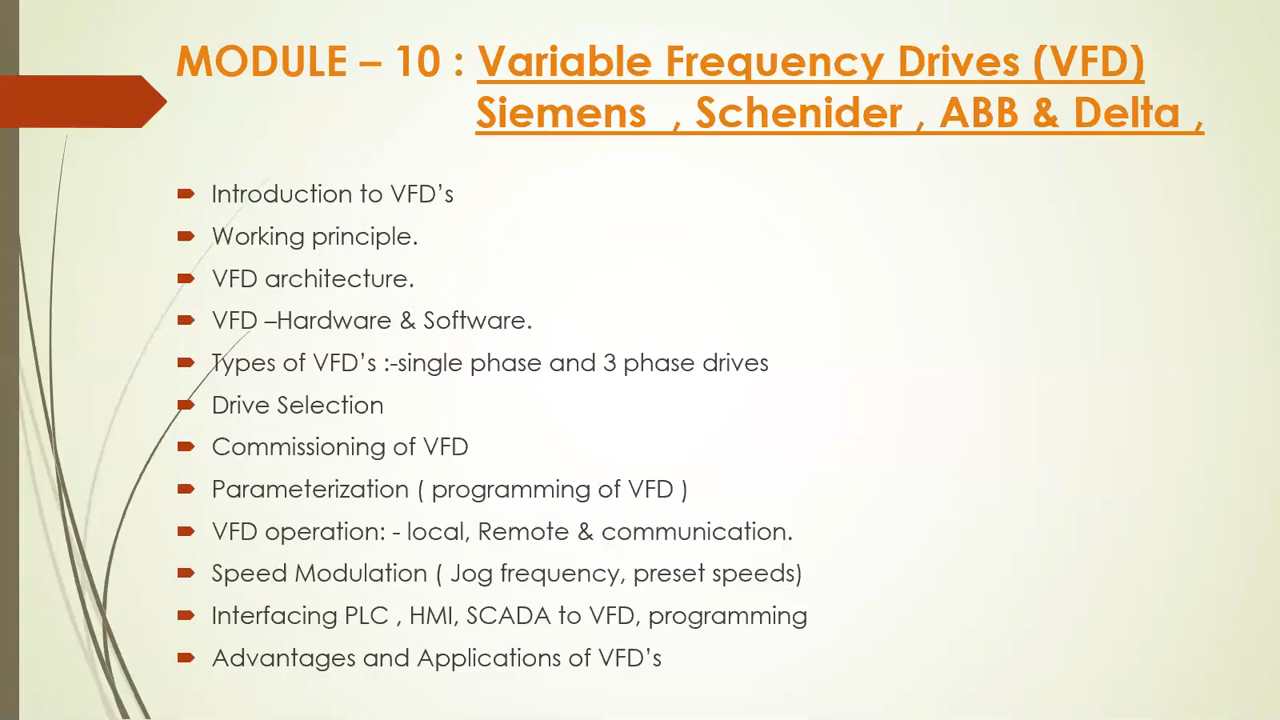 MODULE – 10 : Variable Frequency Drives (VFD)
Siemens , Schenider , ABB & Delta ,
Introduction to VFD’s
Working principle.
VFD architecture.
VFD –Hardware & Software.
Types of VFD’s :-single phase and 3 phase drives
Drive Selection
Commissioning of VFD
Parameterization ( programming of VFD )
VFD operation: - local, Remote & communication.
Speed Modulation ( Jog frequency, preset speeds)
Interfacing PLC , HMI, SCADA to VFD, programming
Advantages and Applications of VFD’s